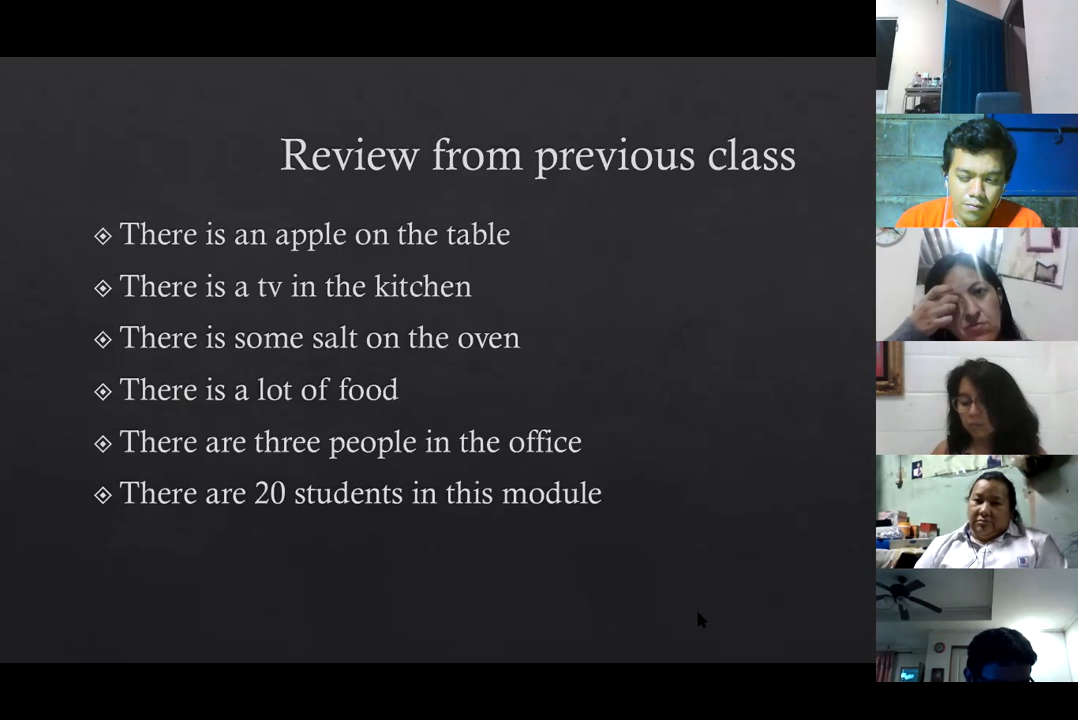 Review from previous class
There is an apple on the table
There is a tv in the kitchen
There is some salt on the oven
There is a lot of food
There are three people in the office
There are 20 students in this module